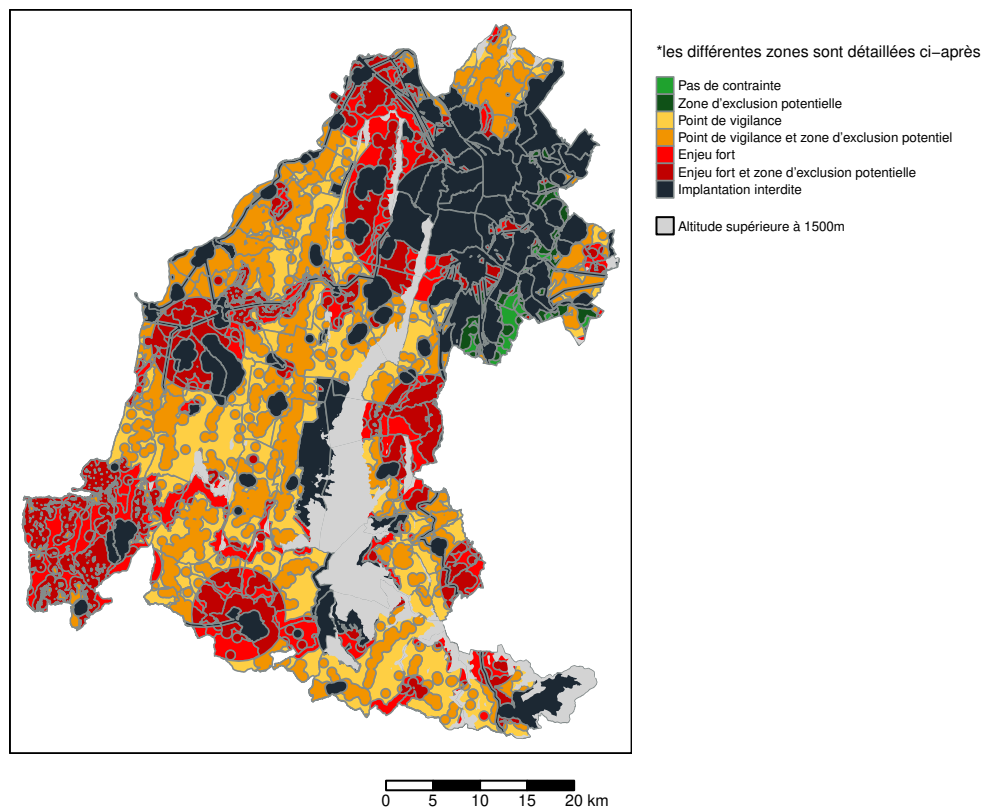 *les différentes zones sont détaillées ci–après
Pas de contrainte
Zone d'exclusion potentielle
Point de vigilance
Point de vigilance et zone d'exclusion potentiel
Enjeu fort
Enjeu fort et zone d'exclusion potentielle
Implantation interdite
Altitude supérieure à 1500m
0 5 10 15 20 km